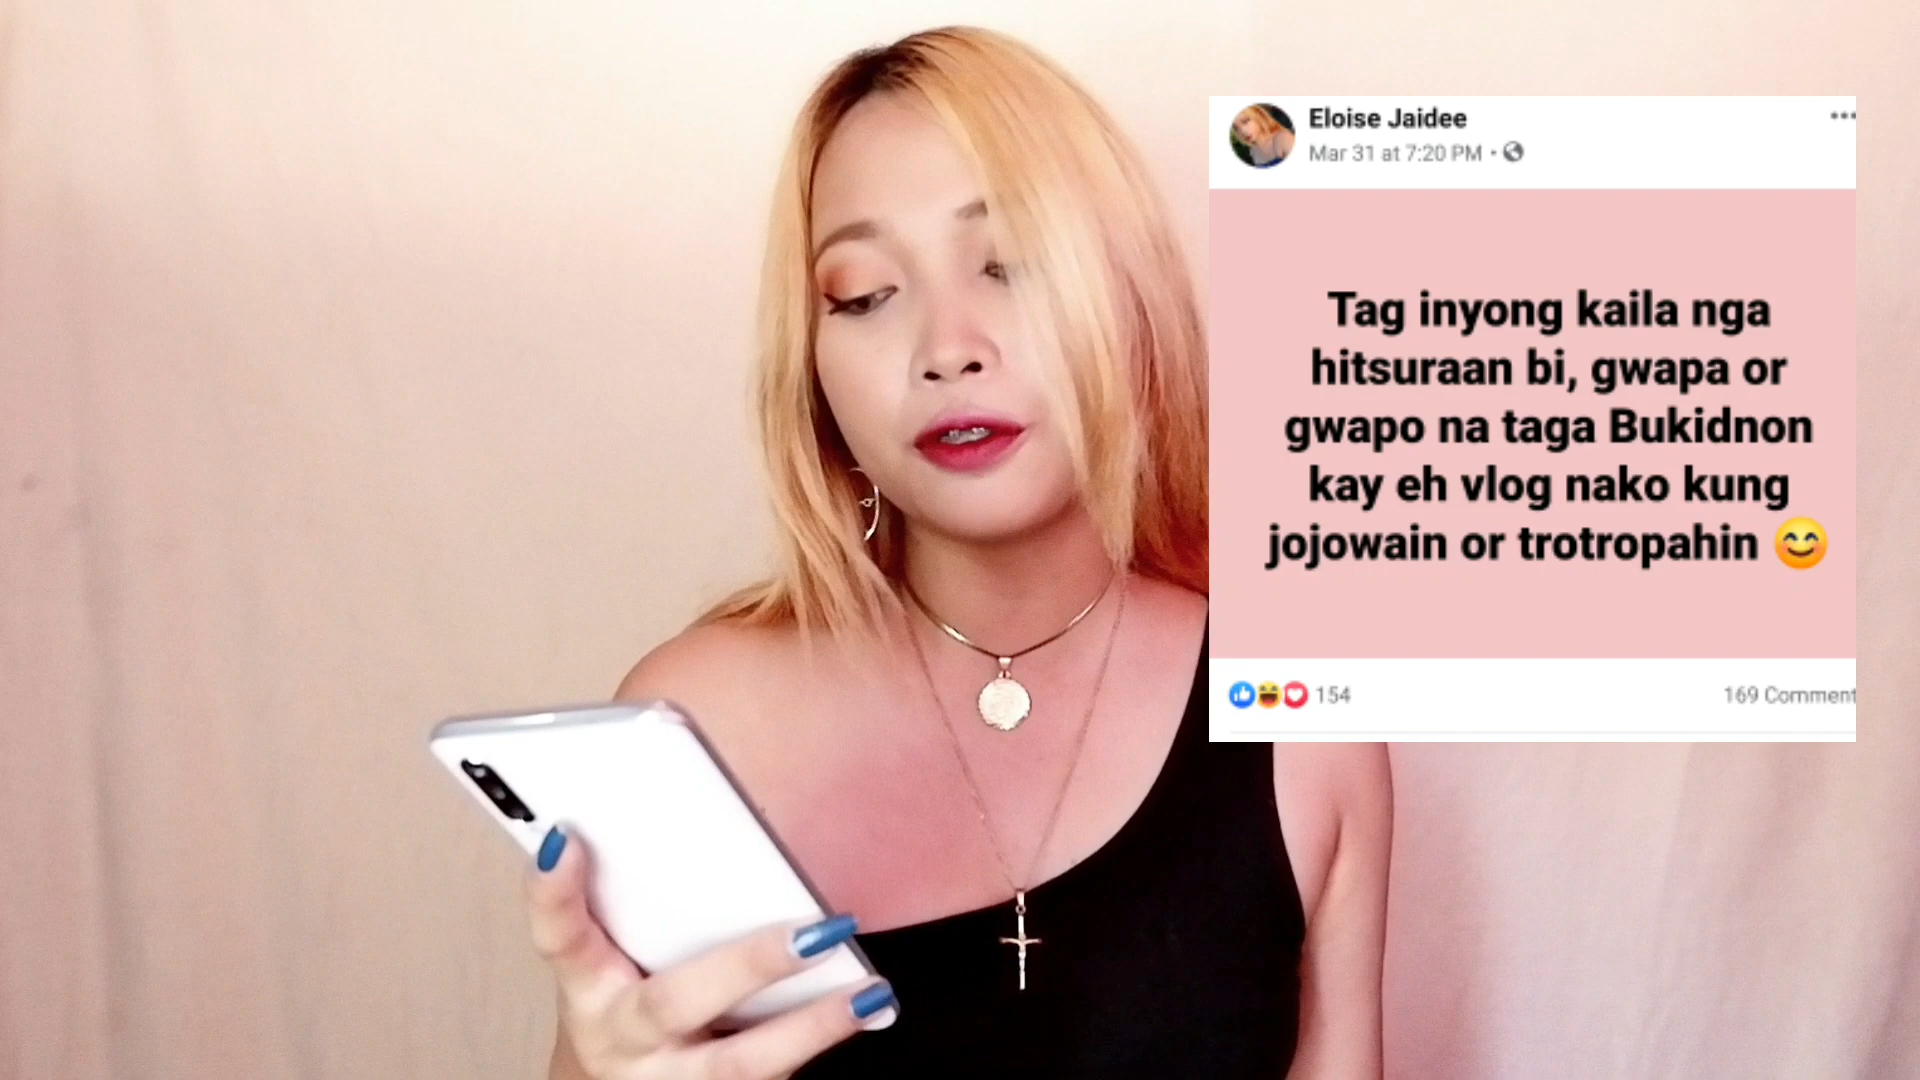 Eloise Jaidee
Mar 31 at 7:20 PM ·
Tag inyong kaila nga
hitsuraan bi, gwapa or
gwapo na taga Bukidnon
kay eh vlog nako kung
jojowain or trotropahin 😊
154
169 Comment